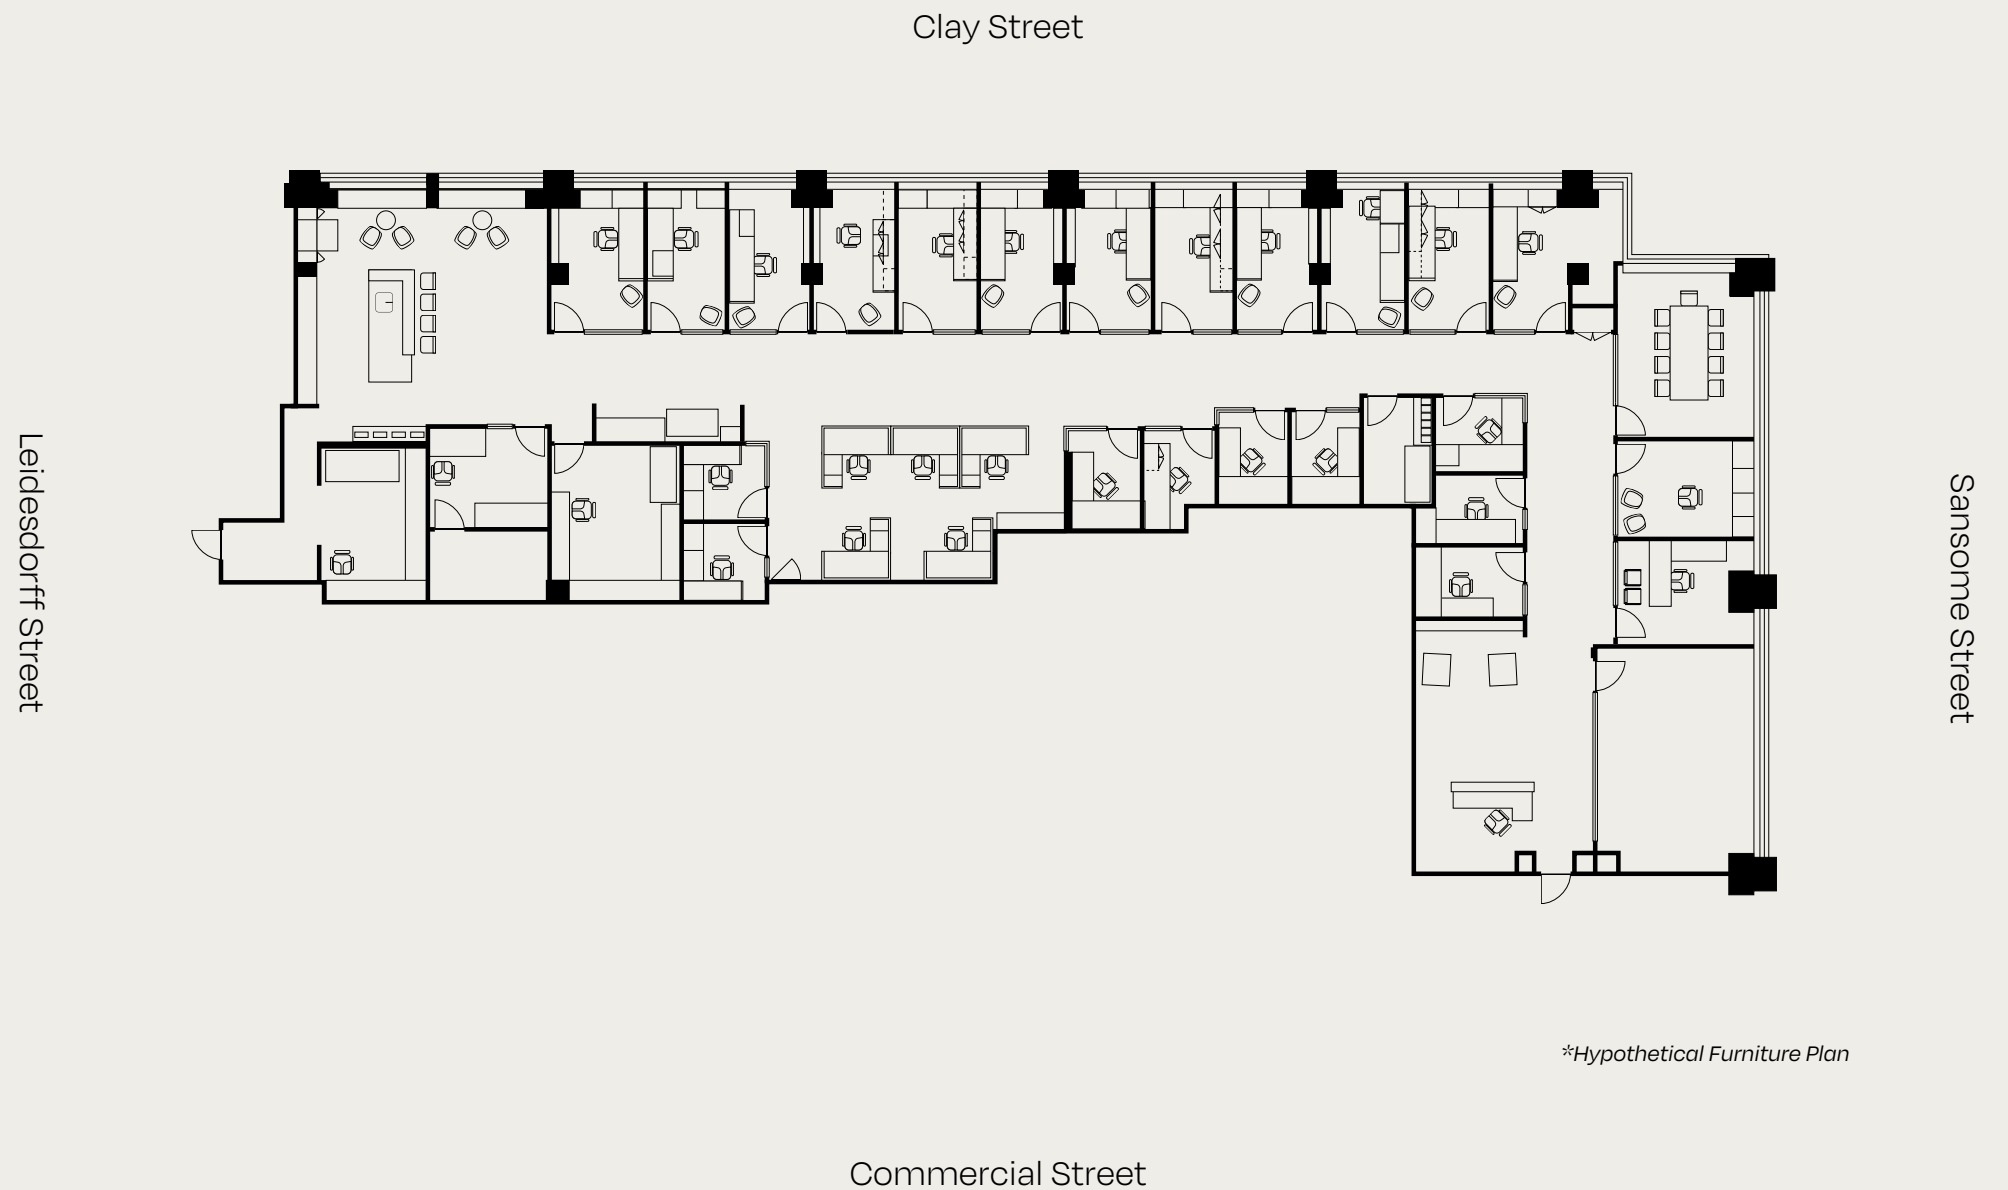 Clay Street
Leidesdorff Street
Sansome Street
*Hypothetical Furniture Plan
Commercial Street